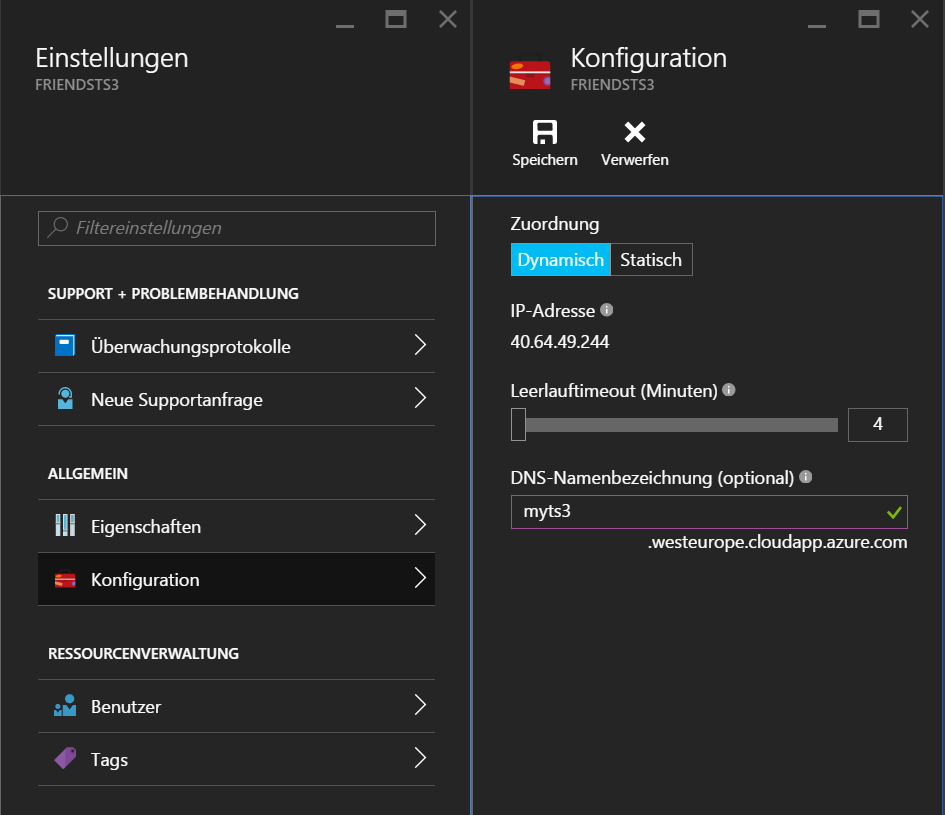 Einstellungen
FRIENDSTS3
Filtereinstellungen
SUPPORT + PROBLEMBEHANDLUNG
Überwachungsprotokolle
Neue Supportanfrage
ALLGEMEIN
Eigenschaften
Konfiguration
RESSOURCENVERWALTUNG
Benutzer
Tags
Konfiguration
FRIENDSTS3
Speichern Verwerfen
Zuordnung
Dynamisch Statisch
IP-Adresse
40.64.49.244
Leerlauftimeout (Minuten)
4
DNS-Namenbezeichnung (optional)
myts3
.westeurope.cloudapp.azure.com